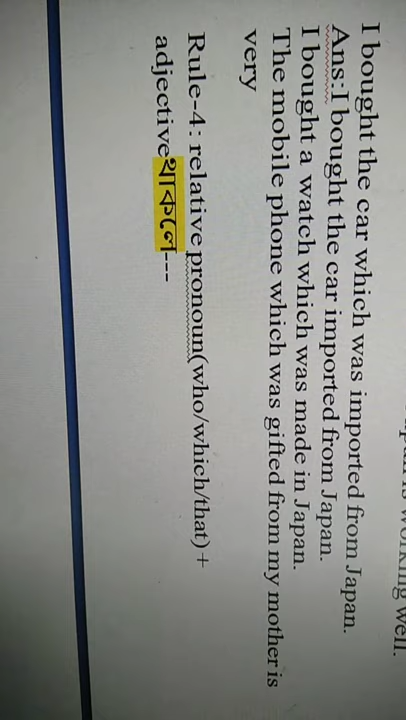 is working well.
I bought the car which was imported from Japan.
Ans:-I bought the car imported from Japan.
I bought a watch which was made in Japan.
The mobile phone which was gifted from my mother is
very
Rule-4: relative pronoun(who/which/that)+
adjectiveথাকলে---